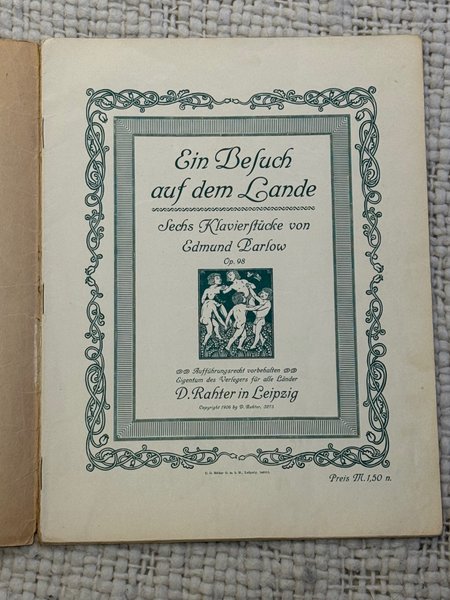 Ein Beſuch
auf dem Lande
Sechs Klavierſtücke von
Edmund Parlow
Op. 98
Aufführungsrecht vorbehalten
Eigentum des Verlegers für alle Länder
D. Rahter in Leipzig
Copyright 1906 by D. Rahter,
Leipzig,
Preis M. 1,50 n.